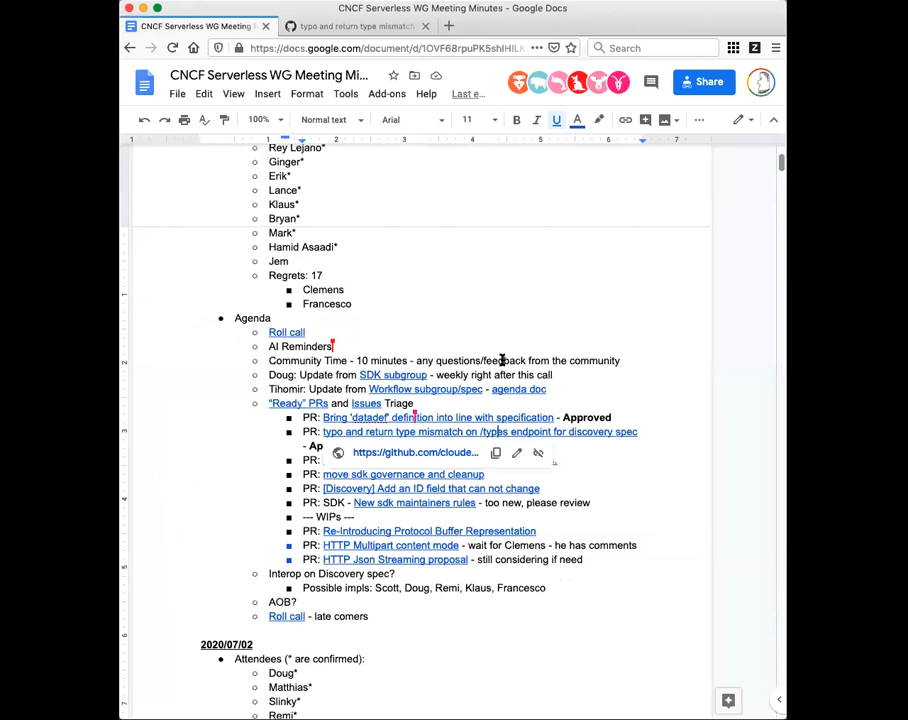 CNCF Serverless WG Meeting Minutes - Google Docs
CNCF Serverless WG Meeting
typo and return type mismatch
https://docs.google.com/document/d/1OVF68rpuPK5shIHILK
Search
CNCF Serverless WG Meeting Mi...
Share
File Edit View Insert Format Tools Add-ons Help Last e...
100% Normal text Arial 11 B I U A
1 1 2 3 4 5 6 7
Rey Lejano*
Ginger*
Erik*
Lance*
Klaus*
Bryan*
Mark*
Hamid Asaadi*
Jem
Regrets: 17
Clemens
Francesco
Agenda
Roll call
AI Reminders
Community Time - 10 minutes - any questions/feedback from the community
Doug: Update from SDK subgroup - weekly right after this call
Tihomir: Update from Workflow subgroup/spec - agenda doc
"Ready" PRs and Issues Triage
PR: Bring 'datadef' definition into line with specification - Approved
PR: typo and return type mismatch on /types endpoint for discovery spec
- Ap
https://github.com/cloude...
PR:
PR: move sdk governance and cleanup
PR: [Discovery] Add an ID field that can not change
PR: SDK - New sdk maintainers rules - too new, please review
--- WIPs ---
PR: Re-Introducing Protocol Buffer Representation
PR: HTTP Multipart content mode - wait for Clemens - he has comments
PR: HTTP Json Streaming proposal - still considering if need
Interop on Discovery spec?
Possible impls: Scott, Doug, Remi, Klaus, Francesco
AOB?
Roll call - late comers
2020/07/02
Attendees (* are confirmed):
Doug*
Matthias*
Slinky*
Remi*